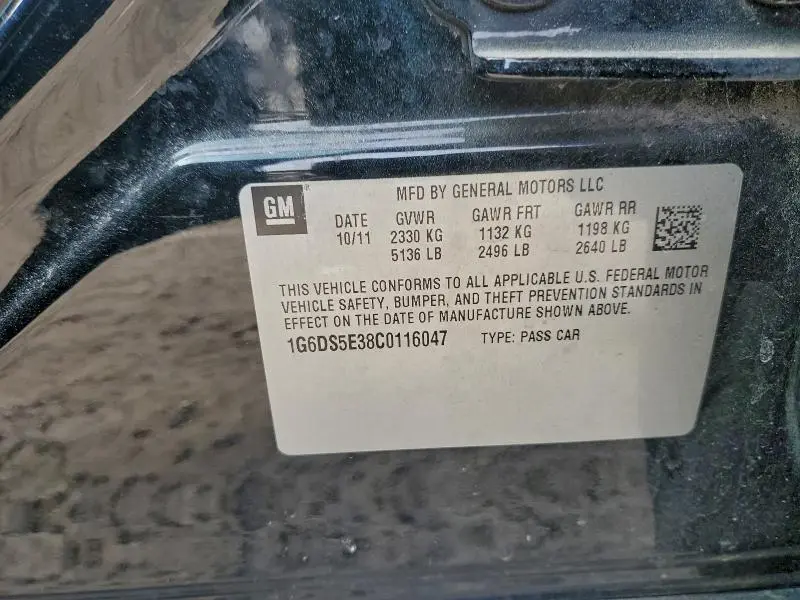 GM
MFD BY GENERAL MOTORS LLC
DATE GVWR GAWR FRT GAWR RR
10/11 2330 KG 1132 KG 1198 KG
5136 LB 2496 LB 2640 LB
THIS VEHICLE CONFORMS TO ALL APPLICABLE U.S. FEDERAL MOTOR
VEHICLE SAFETY, BUMPER, AND THEFT PREVENTION STANDARDS IN
EFFECT ON THE DATE OF MANUFACTURE SHOWN ABOVE.
1G6DS5E38C0116047 TYPE: PASS CAR